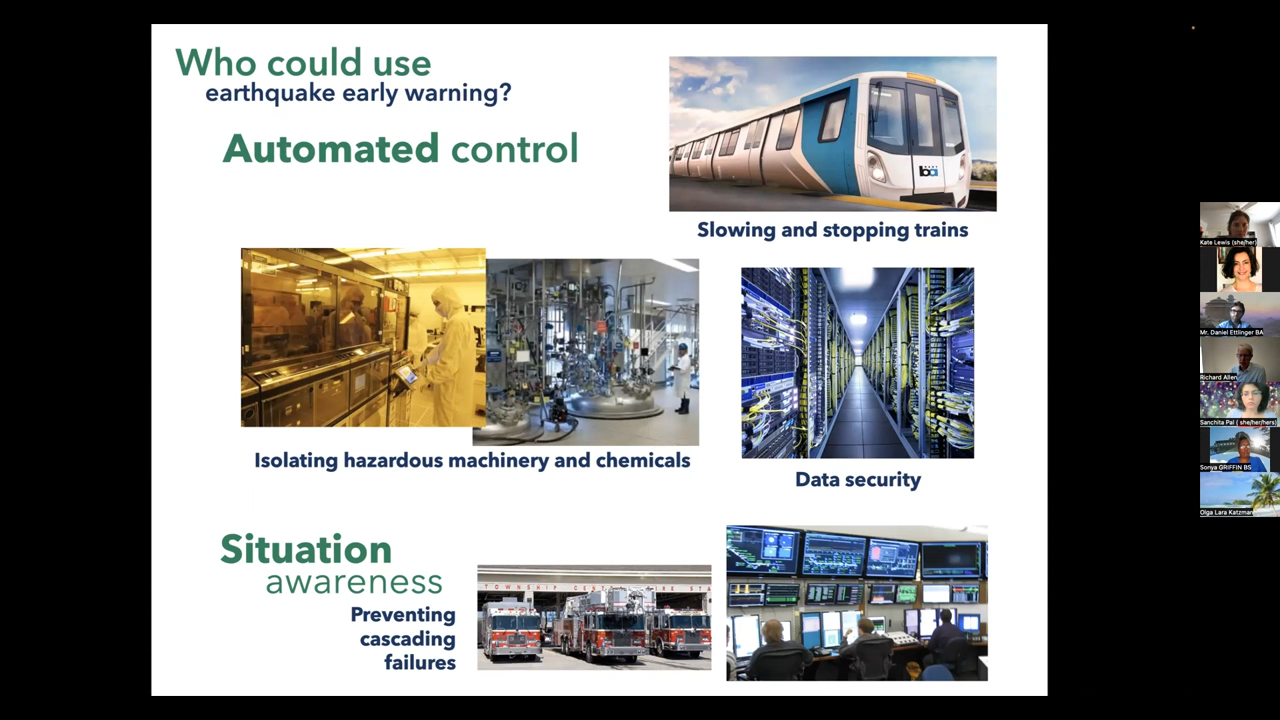 Who could use
earthquake early warning?
Automated control
ba
Slowing and stopping trains
Isolating hazardous machinery and chemicals
Data security
Situation
awareness
Preventing
cascading
failures
TOWNSHIP
Kate Lewis (she/her)
Mr. Daniel Ettlinger BA
Richard Allen
Sanchita Pal ( she/her/hers)
Sonya GRIFFIN BS
Olga Lara Katzman